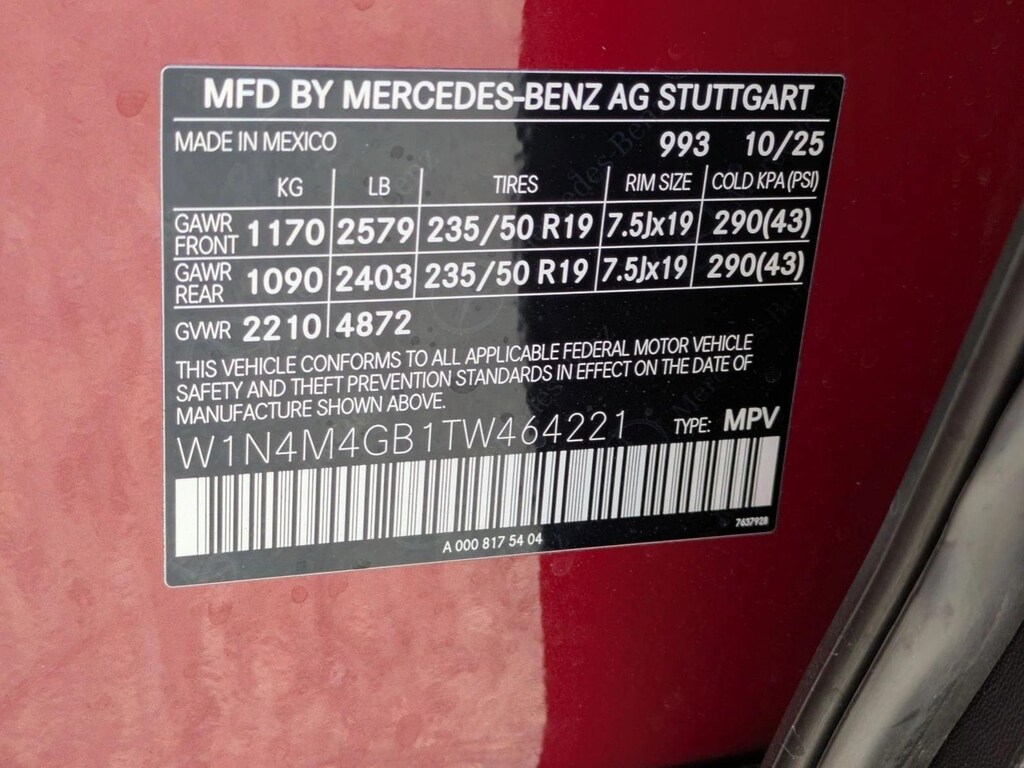 MFD BY MERCEDES-BENZ AG STUTTGART
MADE IN MEXICO 993 10/25
KG LB TIRES RIM SIZE COLD KPA (PSI)
GAWR FRONT 1170 2579 235/50 R19 7.5Jx19 290(43)
GAWR REAR 1090 2403 235/50 R19 7.5Jx19 290(43)
GVWR 2210 4872
THIS VEHICLE CONFORMS TO ALL APPLICABLE FEDERAL MOTOR VEHICLE
SAFETY AND THEFT PREVENTION STANDARDS IN EFFECT ON THE DATE OF
MANUFACTURE SHOWN ABOVE.
W1N4M4GB1TW464221 TYPE: MPV
7637928
A 000 817 54 04